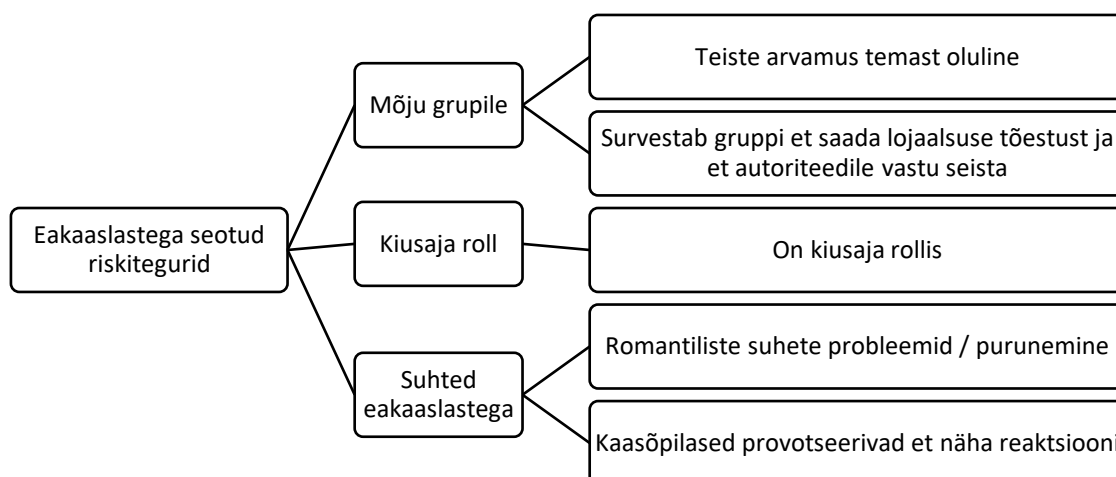 Eakaaslastega seotud
riskitegurid
Mõju grupile
Teiste arvamus temast oluline
Survestab gruppi et saada lojaalsuse tõestust ja
et autoriteedile vastu seista
Kiusaja roll
On kiusaja rollis
Suhted
eakaaslastega
Romantiliste suhete probleemid / purunemine
Kaasõpilased provotseerivad et näha reaktsiooni